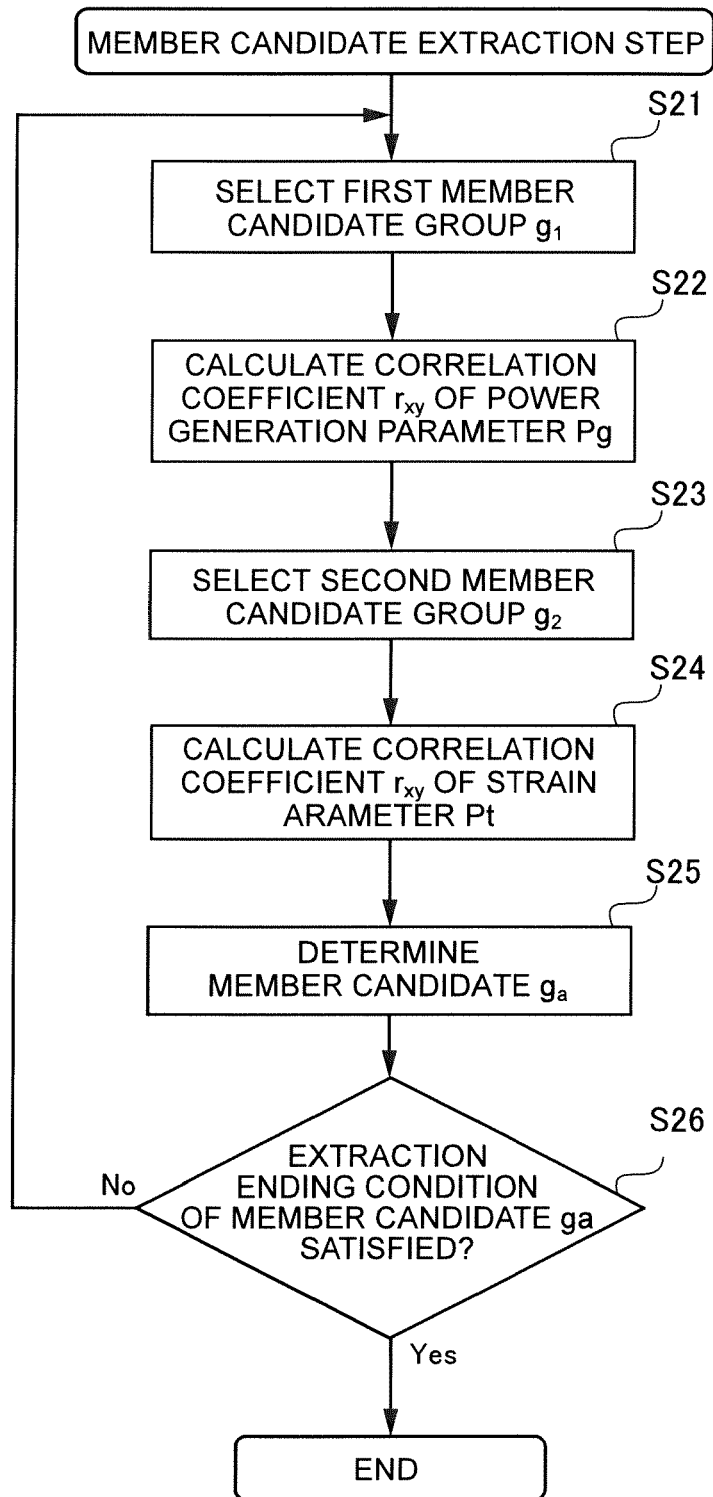 MEMBER CANDIDATE EXTRACTION STEP
S21
SELECT FIRST MEMBER
CANDIDATE GROUP g₁
S22
CALCULATE CORRELATION
COEFFICIENT rₓᵧ OF POWER
GENERATION PARAMETER Pg
S23
SELECT SECOND MEMBER
CANDIDATE GROUP g₂
S24
CALCULATE CORRELATION
COEFFICIENT rₓᵧ OF STRAIN
ARAMETER Pt
S25
DETERMINE
MEMBER CANDIDATE gₐ
S26
EXTRACTION
ENDING CONDITION
OF MEMBER CANDIDATE ga
SATISFIED?
No
Yes
END